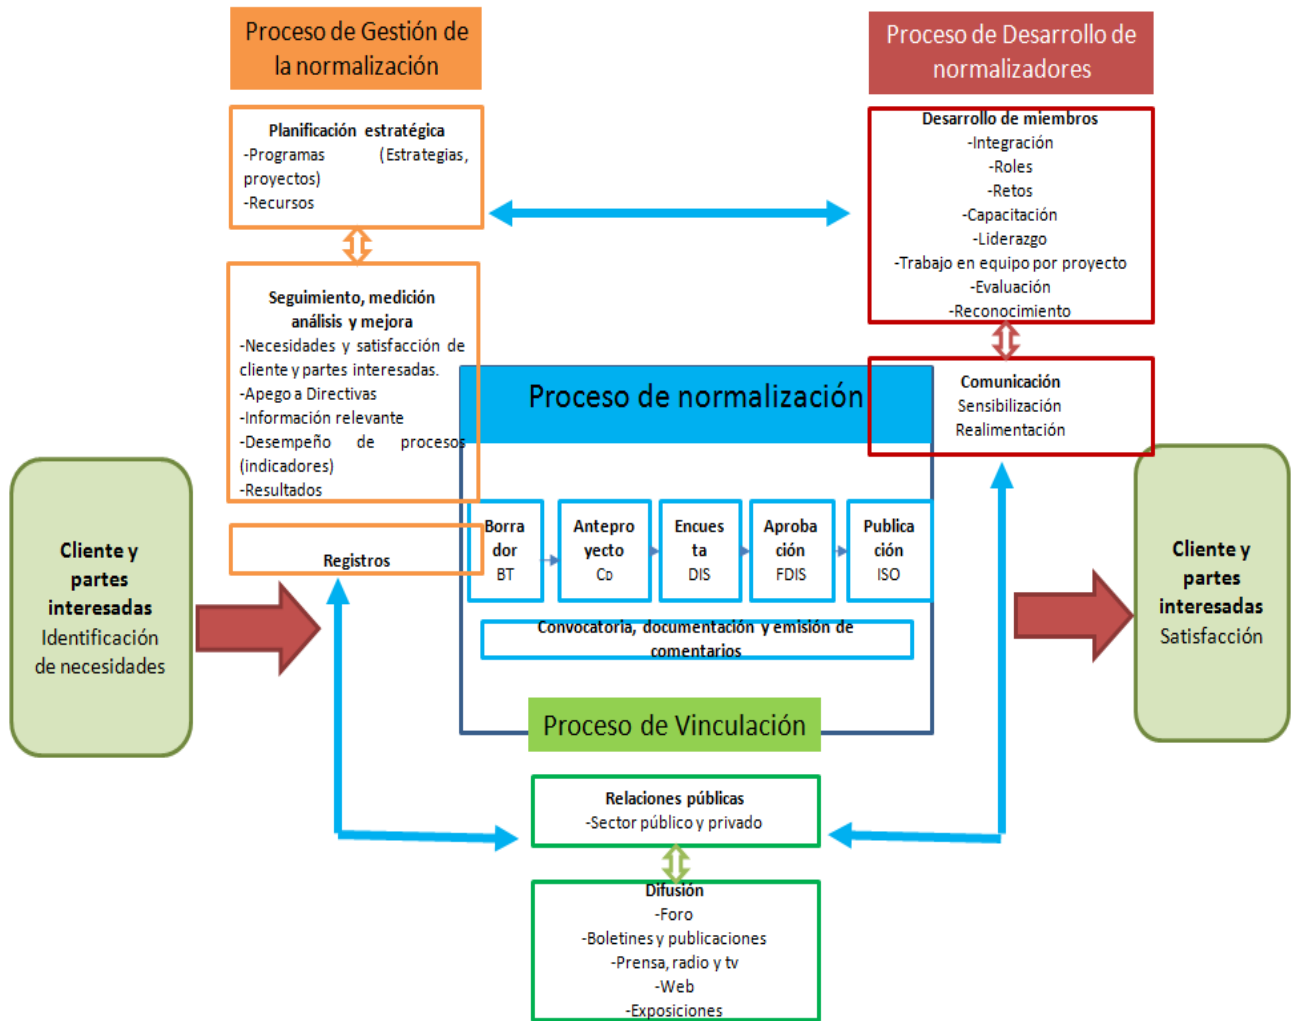 Proceso de Gestión de
la normalización
Proceso de Desarrollo de
normalizadores
Planificación estratégica
-Programas (Estrategias,
proyectos)
-Recursos
Desarrollo de miembros
-Integración
-Roles
-Retos
-Capacitación
-Liderazgo
-Trabajo en equipo por proyecto
-Evaluación
-Reconocimiento
Seguimiento, medición
análisis y mejora
-Necesidades y satisfacción de
cliente y partes interesadas.
-Apego a Directivas
-Información relevante
-Desempeño de procesos
(indicadores)
-Resultados
Registros
Comunicación
Sensibilización
Realimentación
Proceso de normalización
Cliente y
partes
interesadas
Identificación
de necesidades
Borra
dor
BT
Antepro
yecto
CD
Encues
ta
DIS
Aproba
ción
FDIS
Publica
ción
ISO
Convocatoria, documentación y emisión de
comentarios
Cliente y
partes
interesadas
Satisfacción
Proceso de Vinculación
Relaciones públicas
-Sector público y privado
Difusión
-Foro
-Boletines y publicaciones
-Prensa, radio y tv
-Web
-Exposiciones